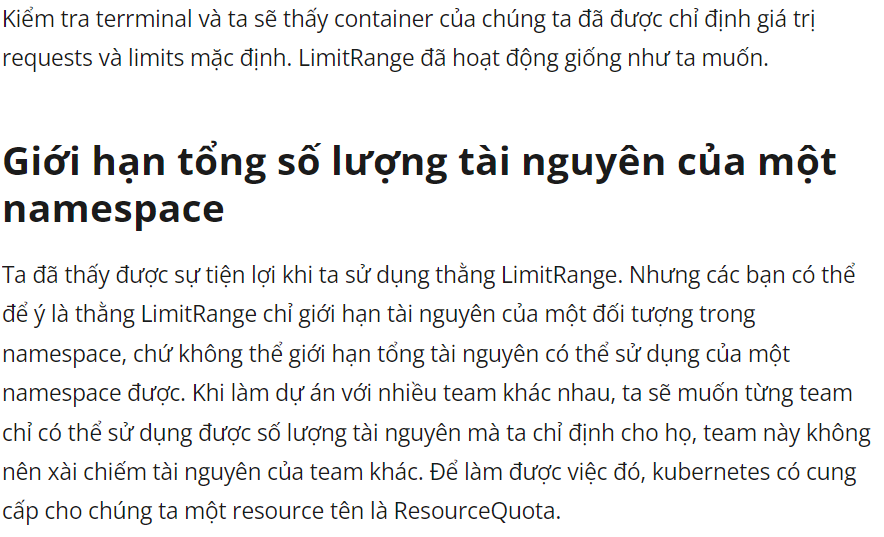 Kiểm tra terrminal và ta sẽ thấy container của chúng ta đã được chỉ định giá trị
requests và limits mặc định. LimitRange đã hoạt động giống như ta muốn.
Giới hạn tổng số lượng tài nguyên của một
namespace
Ta đã thấy được sự tiện lợi khi ta sử dụng thằng LimitRange. Nhưng các bạn có thể
để ý là thằng LimitRange chỉ giới hạn tài nguyên của một đối tượng trong
namespace, chứ không thể giới hạn tổng tài nguyên có thể sử dụng của một
namespace được. Khi làm dự án với nhiều team khác nhau, ta sẽ muốn từng team
chỉ có thể sử dụng được số lượng tài nguyên mà ta chỉ định cho họ, team này không
nên xài chiếm tài nguyên của team khác. Để làm được việc đó, kubernetes có cung
cấp cho chúng ta một resource tên là ResourceQuota.